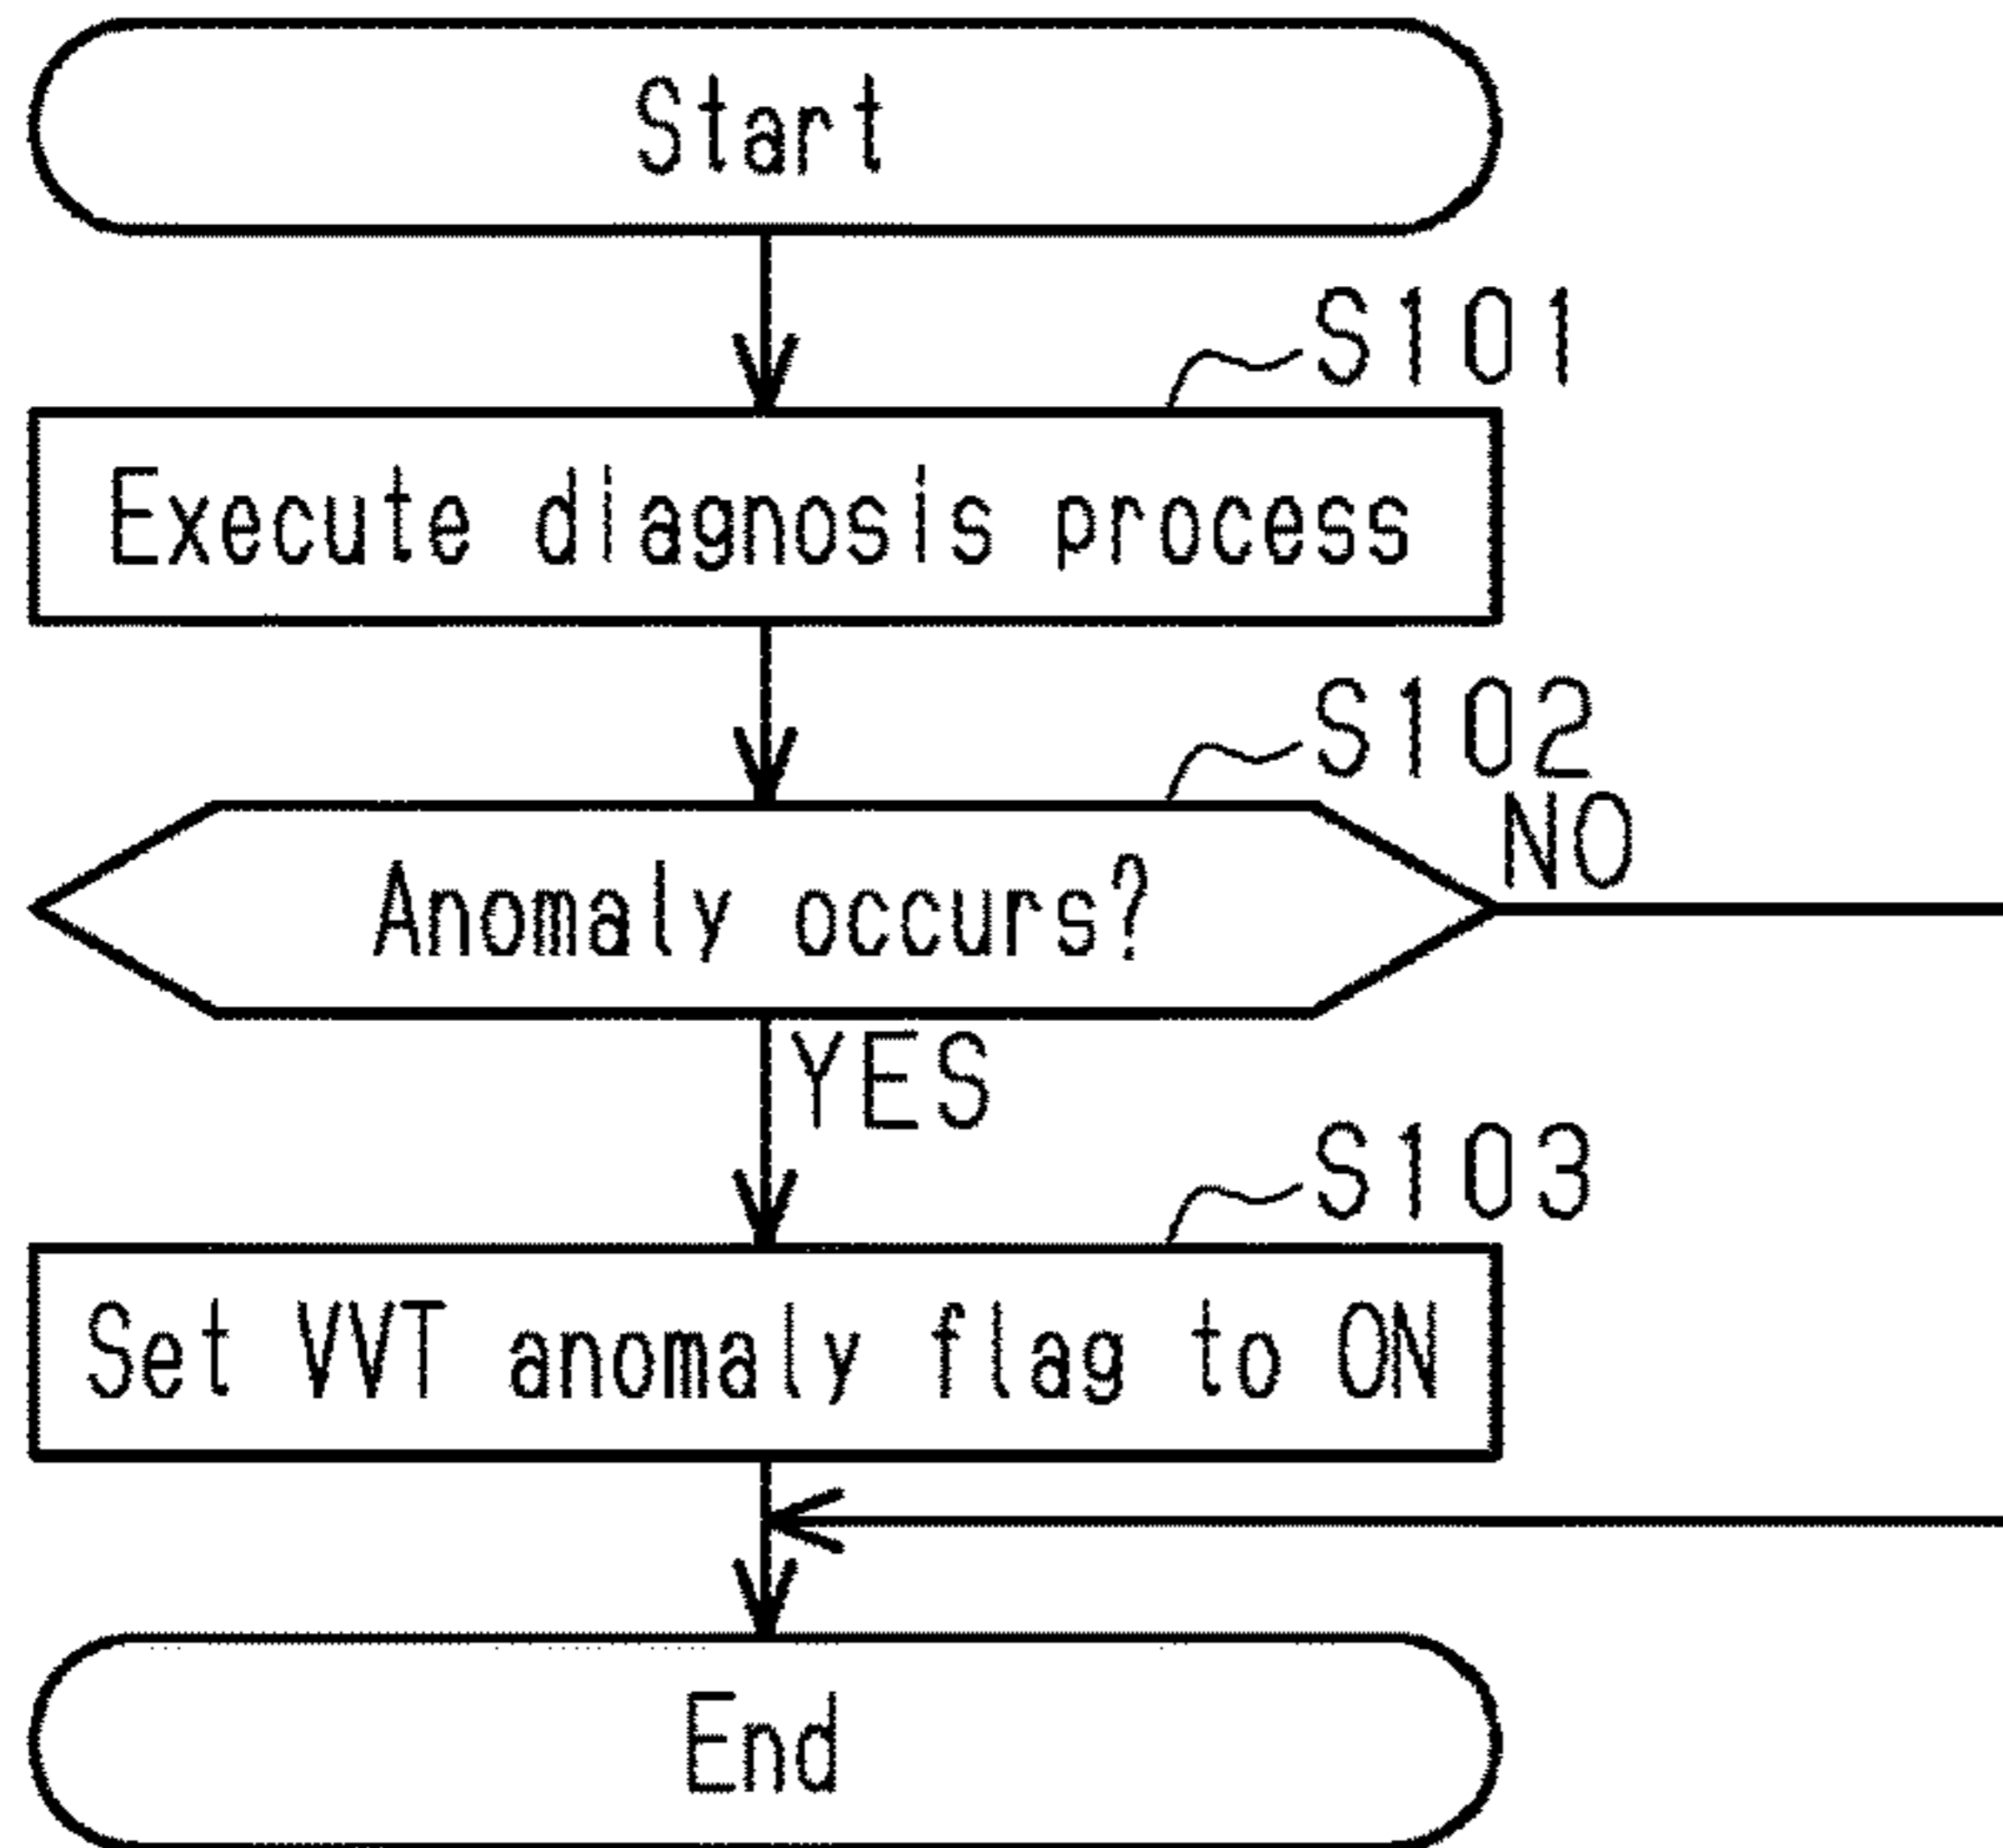 Start
S101
Execute diagnosis process
S102
NO
Anomaly occurs?
YES
S103
Set VVT anomaly flag to ON
End